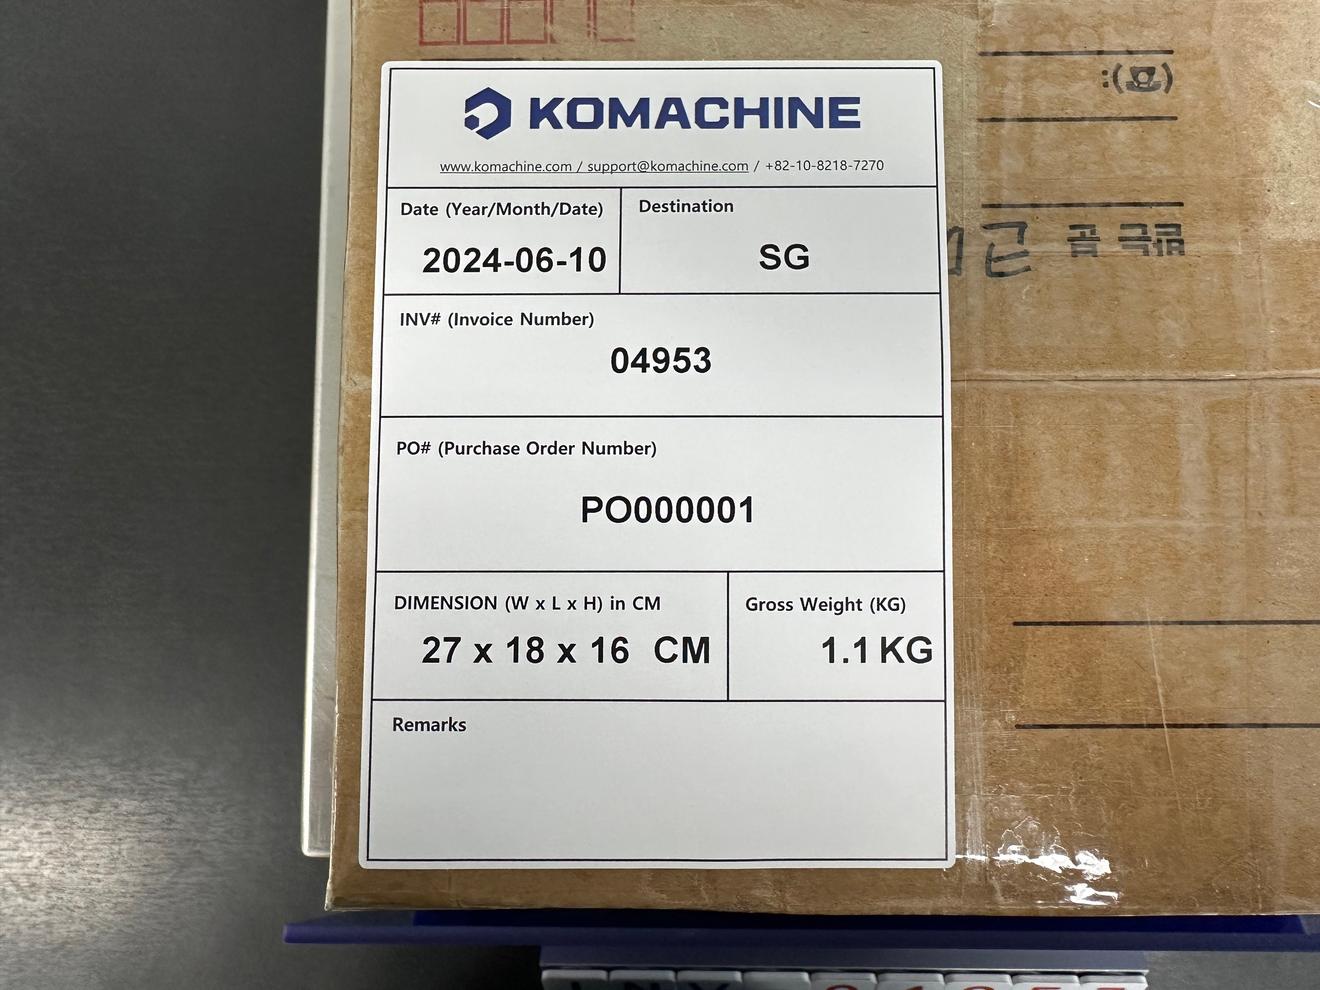 KOMACHINE
www.komachine.com / support@komachine.com / +82-10-8218-7270
Date (Year/Month/Date)
2024-06-10
Destination
SG
INV# (Invoice Number)
04953
PO# (Purchase Order Number)
PO000001
DIMENSION (W x L x H) in CM
27 x 18 x 16 CM
Gross Weight (KG)
1.1 KG
Remarks